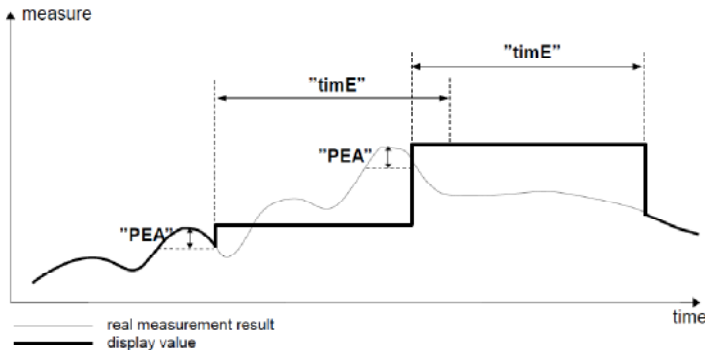 measure
"timE"
"timE"
"PEA"
"PEA"
time
real measurement result
display value